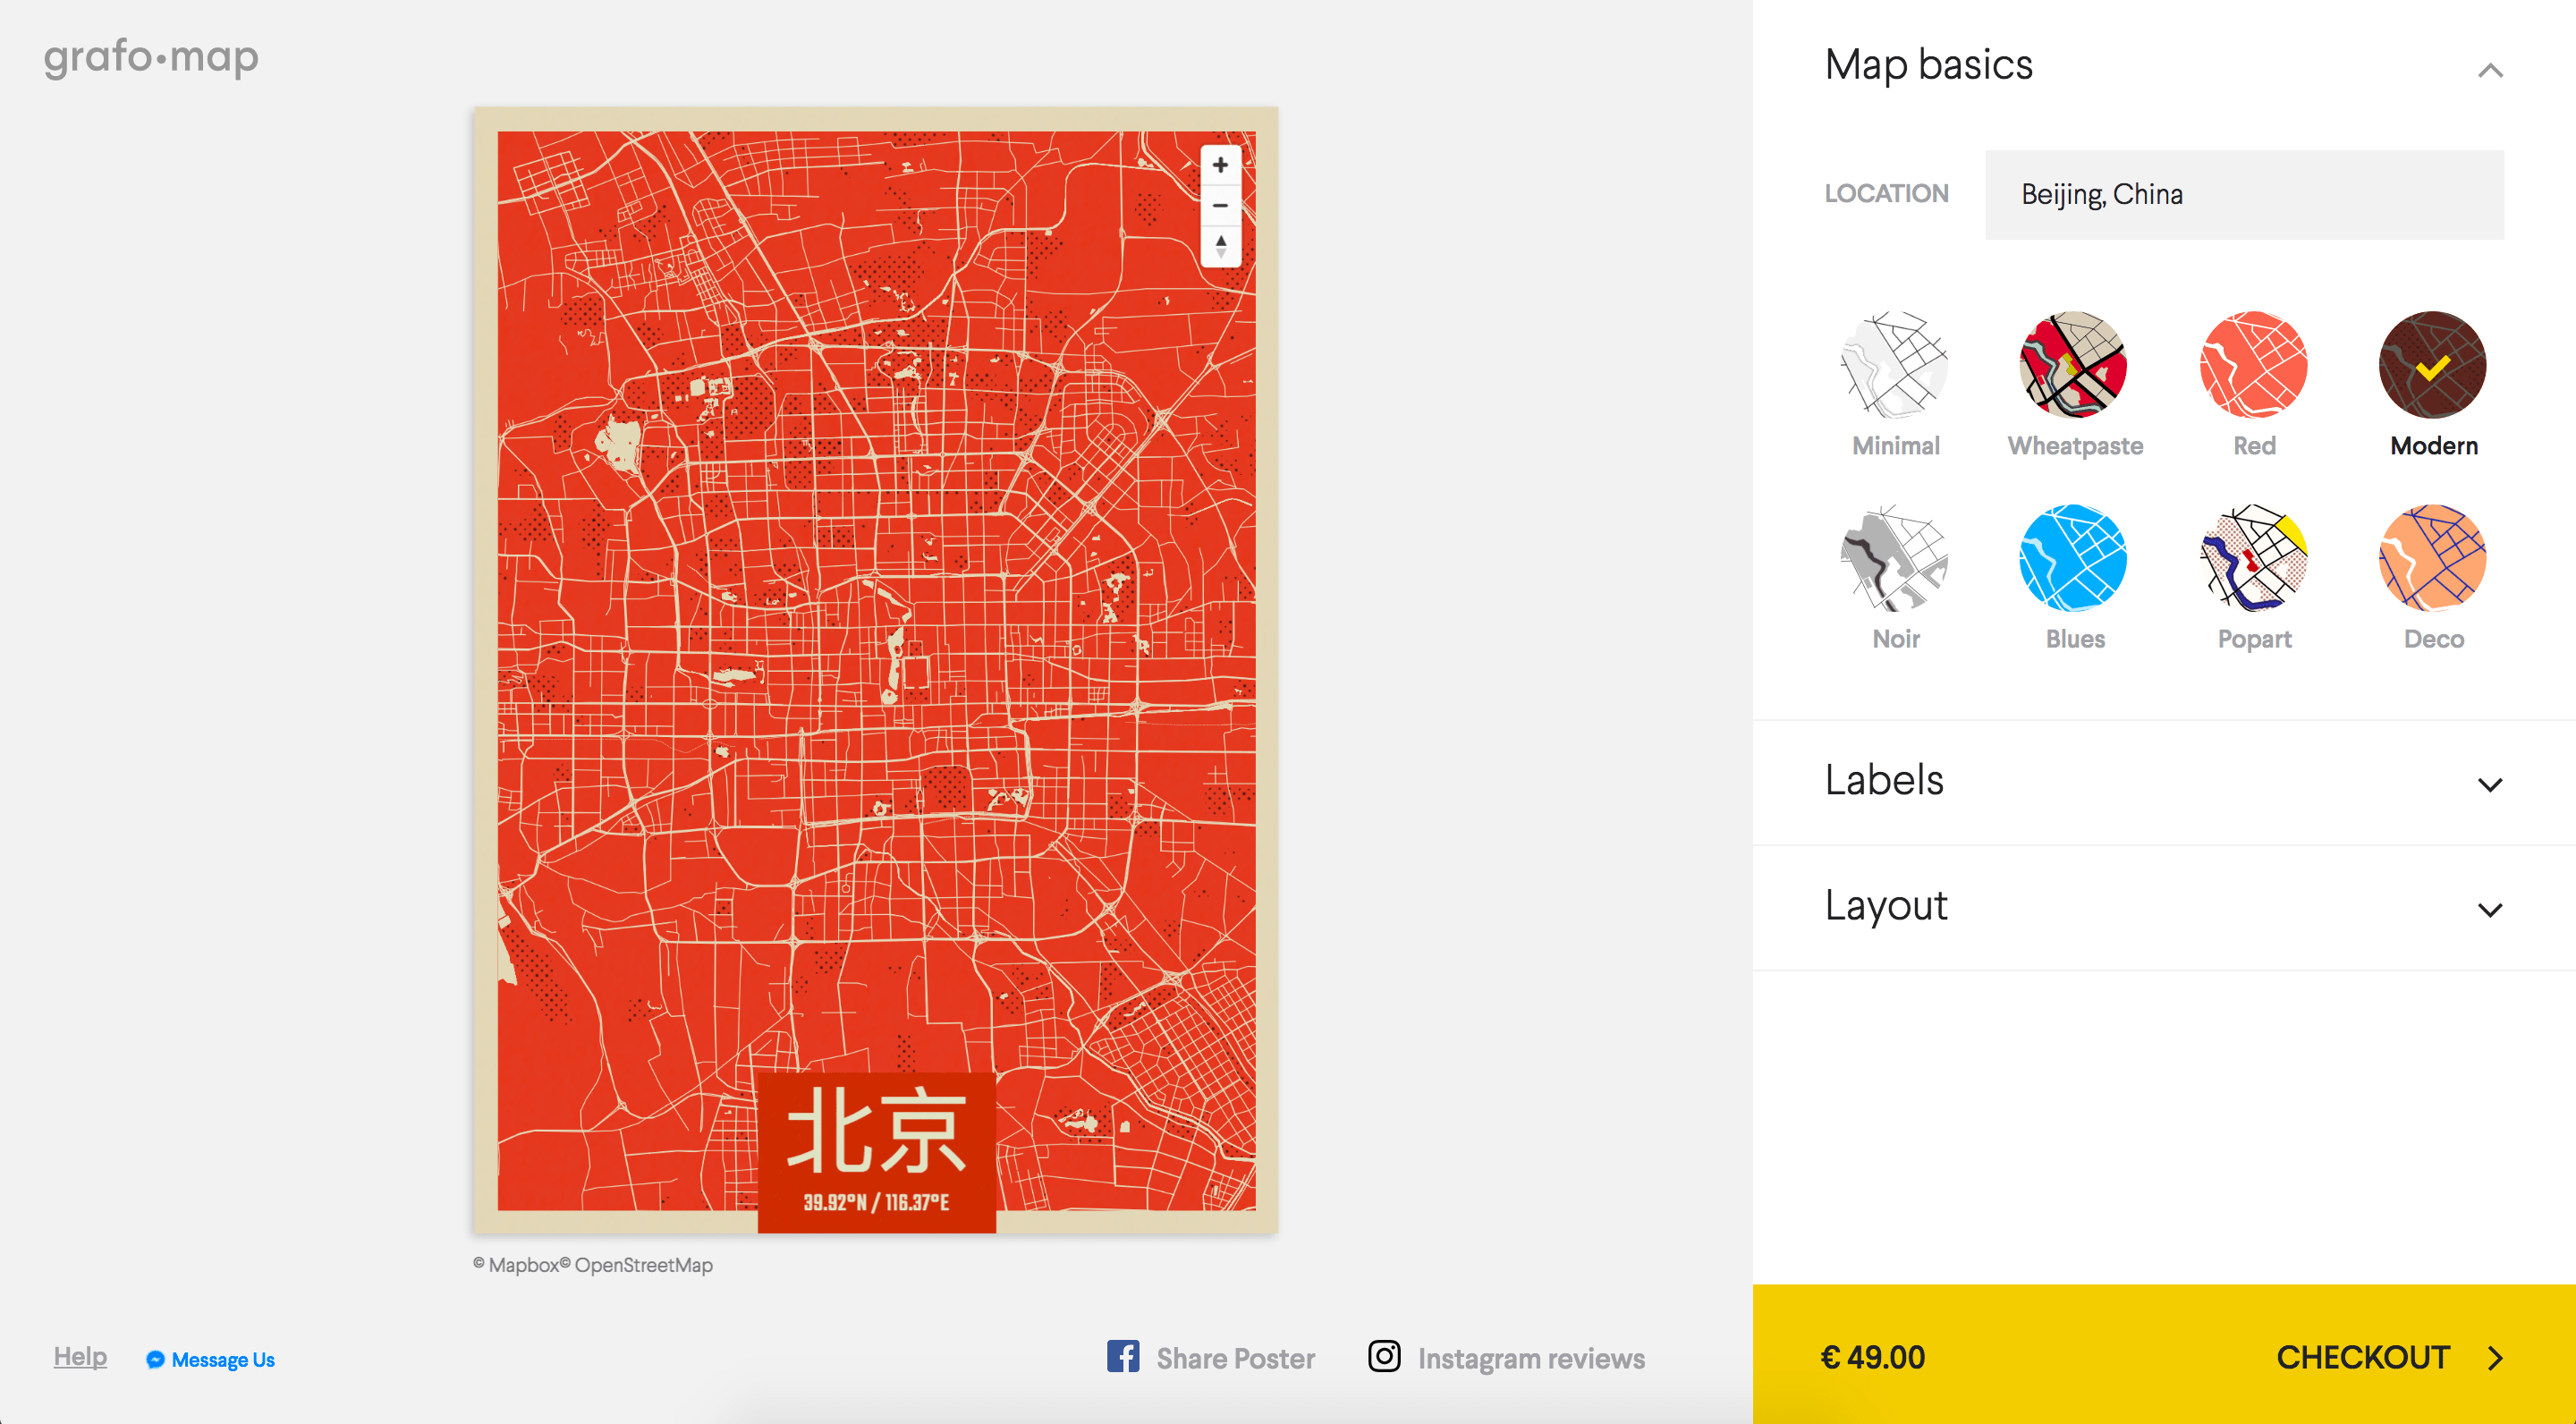 grafo•map
北京
39.92°N / 116.37°E
© Mapbox© OpenStreetMap
Help
Message Us
Share Poster
Instagram reviews
Map basics
LOCATION
Beijing, China
Minimal
Wheatpaste
Red
Modern
Noir
Blues
Popart
Deco
Labels
Layout
€ 49.00
CHECKOUT